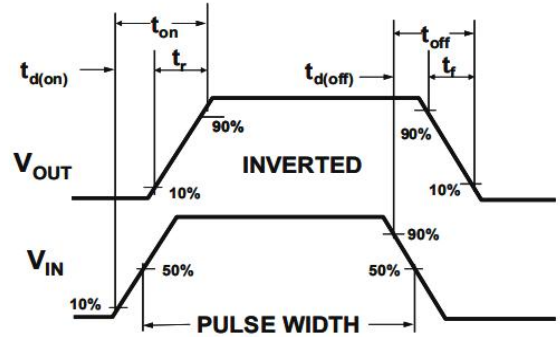 ton
toff
tr
tf
td(on)
td(off)
90%
90%
VOUT
INVERTED
10%
10%
90%
VIN
50%
50%
10%
PULSE WIDTH